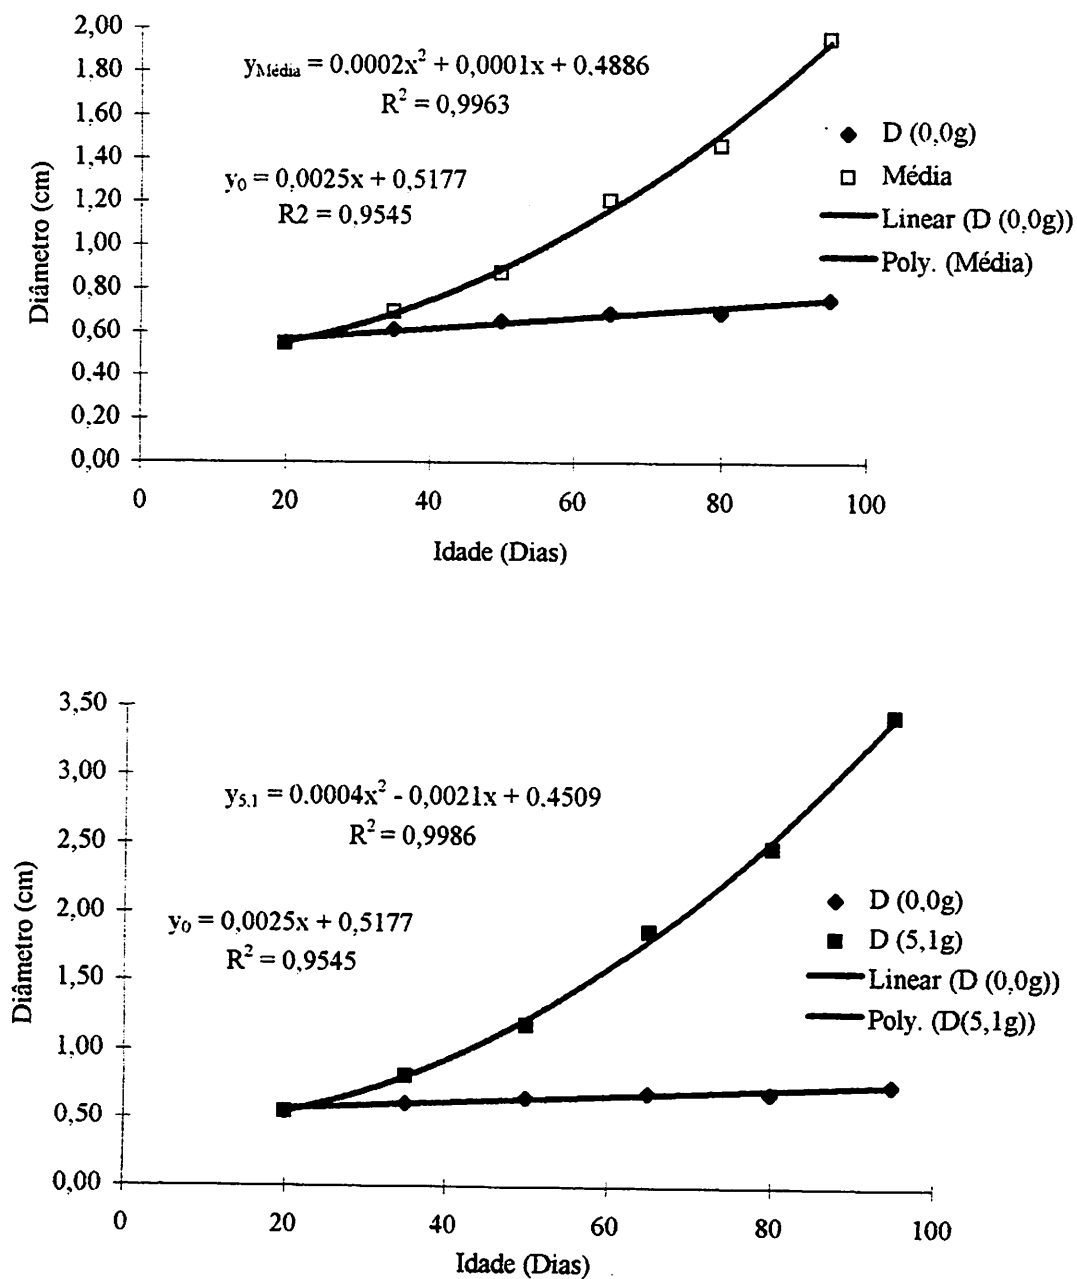 2,00
1,80
1,60
1,40
1,20
1,00
0,80
0,60
0,40
0,20
0,00
Diâmetro (cm)
yMédia = 0.0002x² + 0,0001x + 0.4886
R² = 0,9963
y₀ = 0,0025x + 0,5177
R2 = 0,9545
D (0,0g)
Média
Linear (D (0,0g))
Poly. (Média)
0 20 40 60 80 100
Idade (Dias)
3,50
3,00
2,50
2,00
1,50
1,00
0,50
0,00
Diâmetro (cm)
y₅.₁ = 0.0004x² - 0,0021x + 0.4509
R² = 0,9986
y₀ = 0,0025x + 0,5177
R² = 0,9545
D (0,0g)
D (5,1g)
Linear (D (0,0g))
Poly. (D(5,1g))
0 20 40 60 80 100
Idade (Dias)